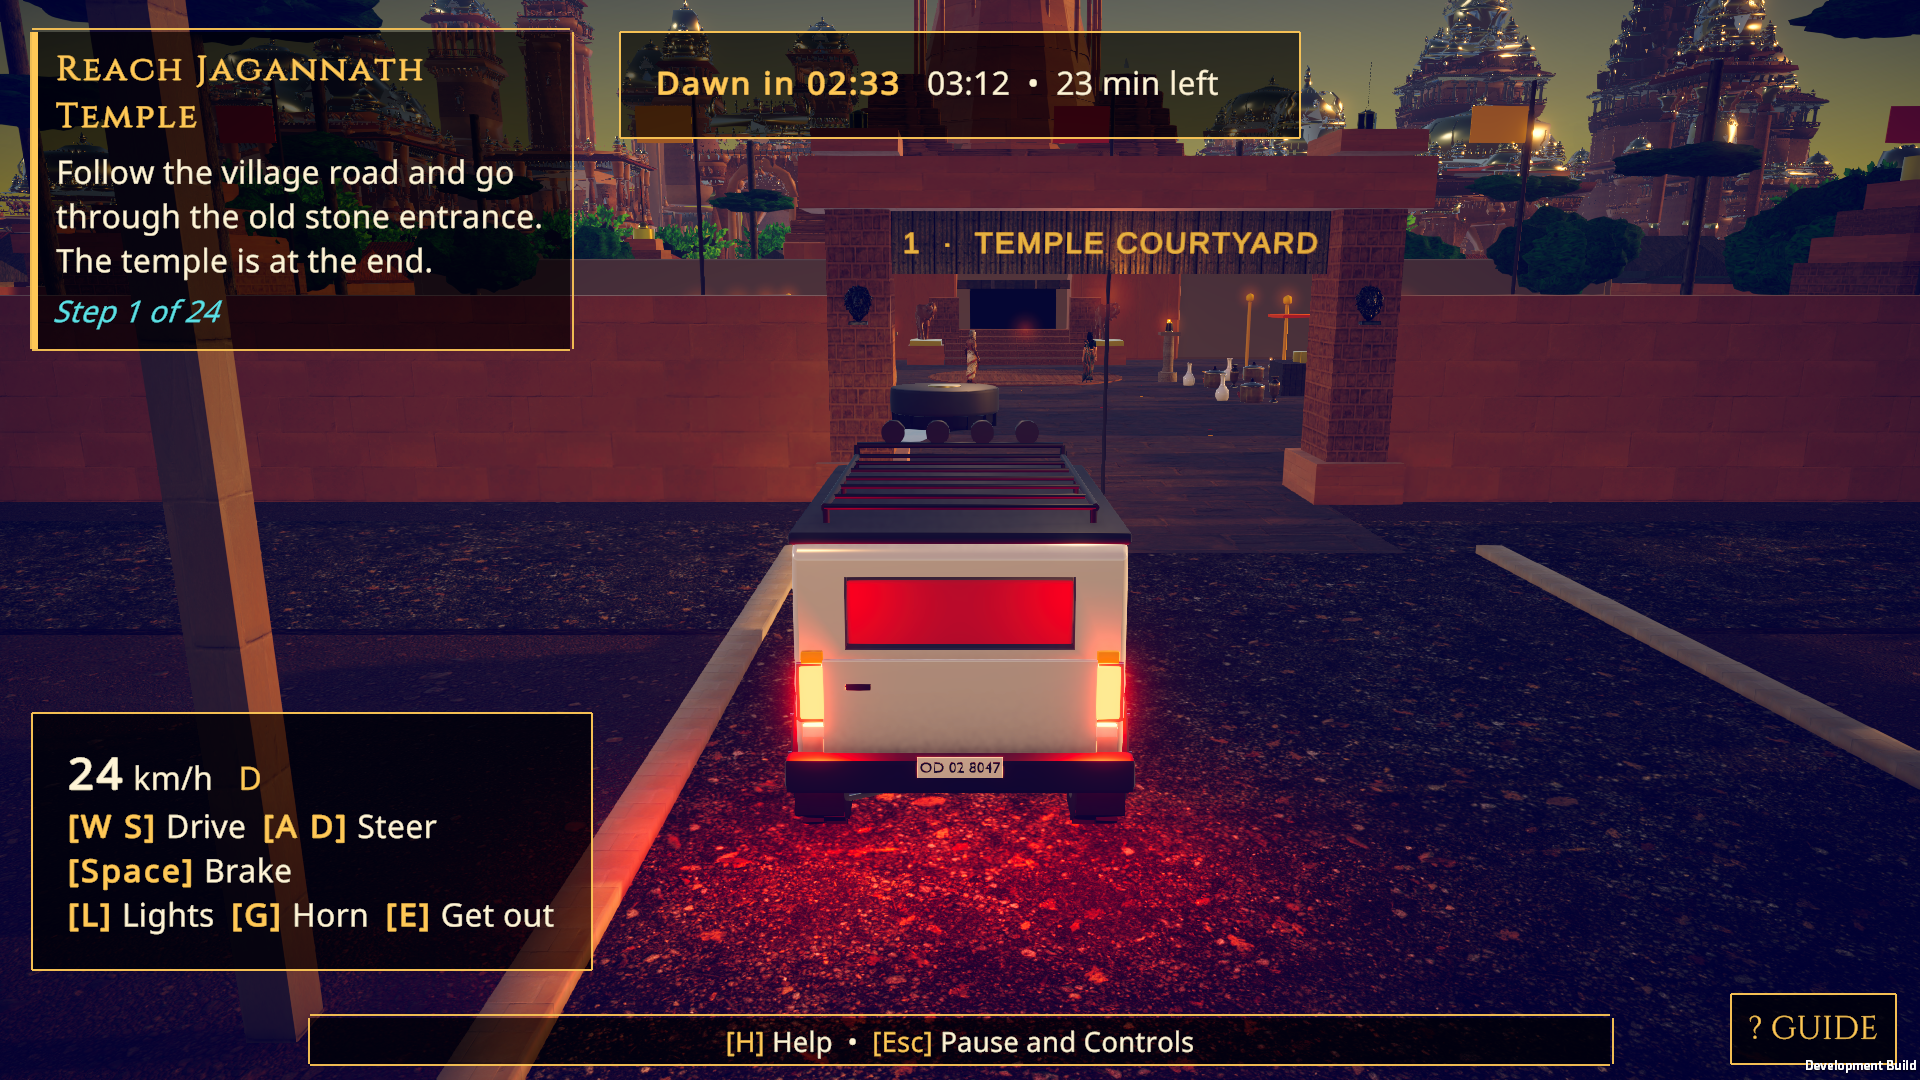 REACH JAGANNATH
TEMPLE
Follow the village road and go
through the old stone entrance.
The temple is at the end.
Step 1 of 24
Dawn in 02:33 03:12 • 23 min left
1 · TEMPLE COURTYARD
OD 02 8047
24 km/h D
[W S] Drive [A D] Steer
[Space] Brake
[L] Lights [G] Horn [E] Get out
[H] Help • [Esc] Pause and Controls
? GUIDE
Development Build